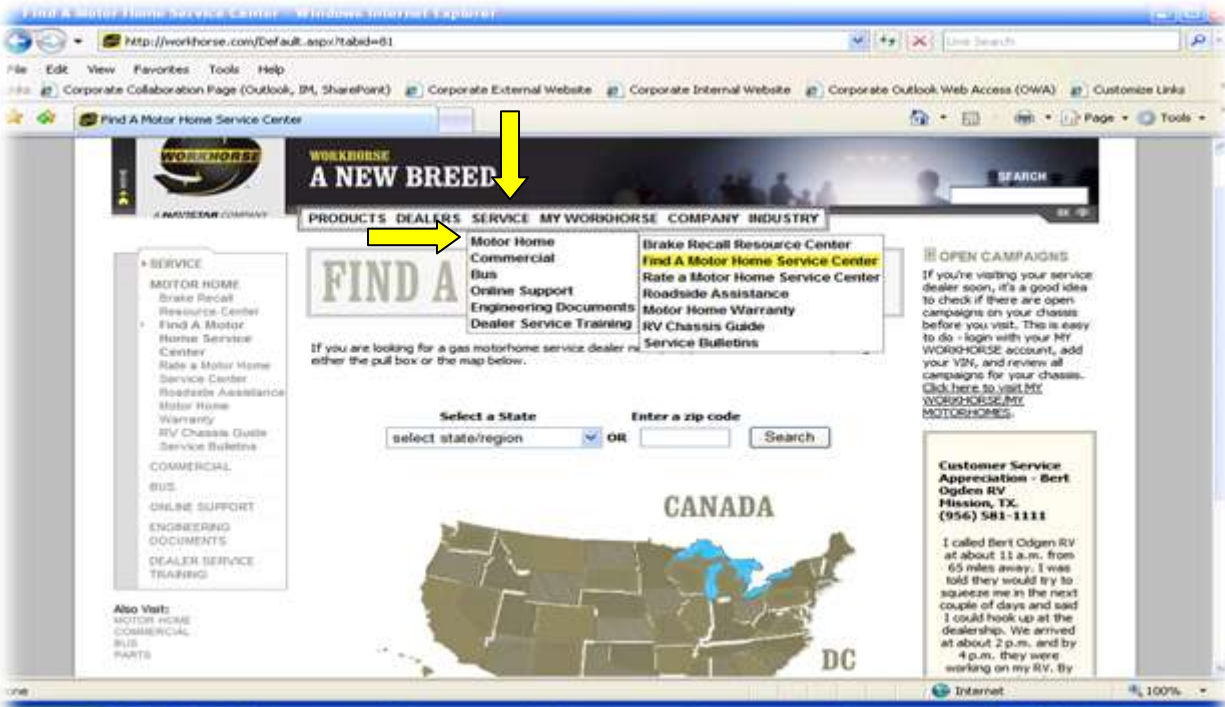 Find A Motor Home Service Center - Windows Internet Explorer
http://workhorse.com/Default.aspx?tabid=81
Live Search
File Edit View Favorites Tools Help
Corporate Collaboration Page (Outlook, IM, SharePoint) Corporate External Website Corporate Internal Website Corporate Outlook Web Access (OWA) Customize Links
Find A Motor Home Service Center
Page Tools
HOME
WORKHORSE
A NAVISTAR COMPANY
WORKHORSE
A NEW BREED
SEARCH
PRODUCTS DEALERS SERVICE MY WORKHORSE COMPANY INDUSTRY
Motor Home
Commercial
Bus
Online Support
Engineering Documents
Dealer Service Training
Brake Recall Resource Center
Find A Motor Home Service Center
Rate a Motor Home Service Center
Roadside Assistance
Motor Home Warranty
RV Chassis Guide
Service Bulletins
SERVICE
MOTOR HOME
Brake Recall
Resource Center
Find A Motor
Home Service
Center
Rate a Motor Home
Service Center
Roadside Assistance
Motor Home
Warranty
RV Chassis Guide
Service Bulletins
COMMERCIAL
BUS
ONLINE SUPPORT
ENGINEERING
DOCUMENTS
DEALER SERVICE
TRAINING
Also Visit:
MOTOR HOME
COMMERCIAL
BUS
PARTS
FIND A
If you are looking for a gas motorhome service dealer
either the pull box or the map below.
Select a State
Enter a zip code
select state/region
OR
Search
CANADA
DC
OPEN CAMPAIGNS
If you're visiting your service
dealer soon, it's a good idea
to check if there are open
campaigns on your chassis
before you visit. This is easy
to do - login with your MY
WORKHORSE account, add
your VIN, and review all
campaigns for your chassis.
Click here to visit MY
WORKHORSE/MY
MOTORHOMES.
Customer Service
Appreciation - Bert
Ogden RV
Mission, TX.
(956) 581-1111
I called Bert Odgen RV
at about 11 a.m. from
65 miles away. I was
told they would try to
squeeze me in the next
couple of days and said
I could hook up at the
dealership. We arrived
at about 2 p.m. and by
4 p.m. they were
working on my RV. By
Internet
100%